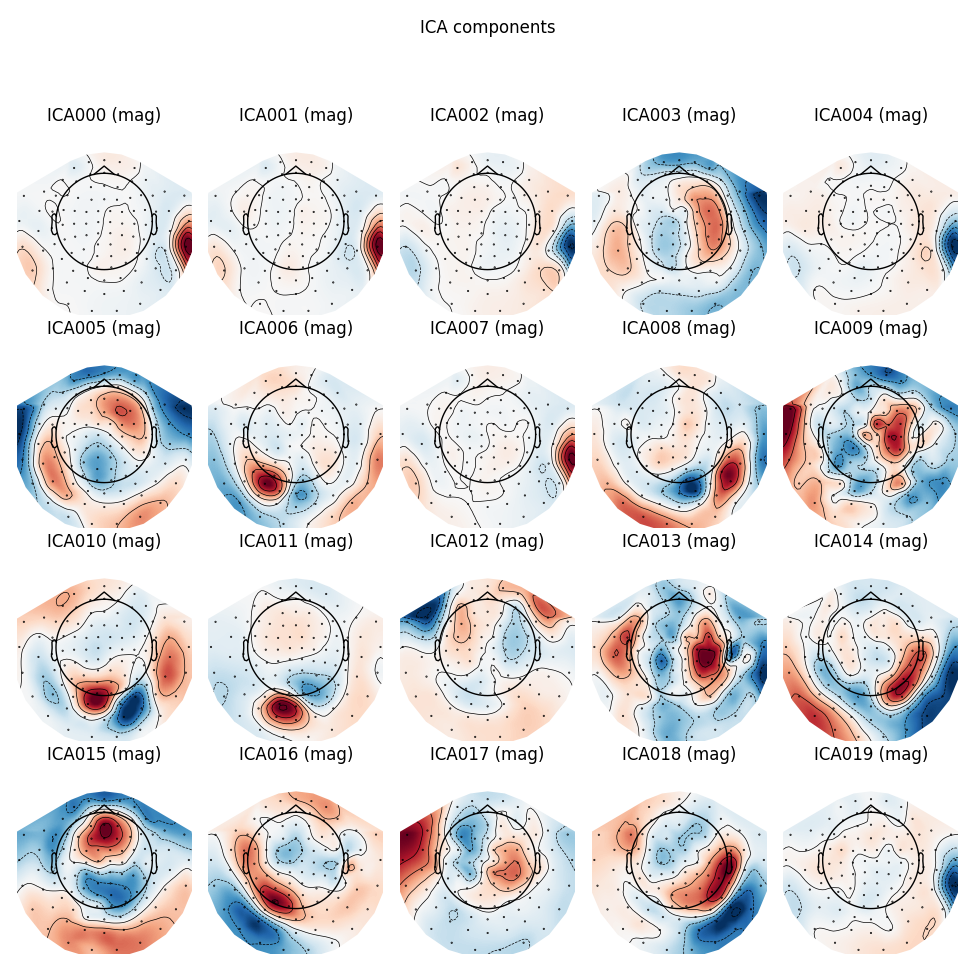 ICA components
ICA000 (mag) ICA001 (mag) ICA002 (mag) ICA003 (mag) ICA004 (mag)
ICA005 (mag) ICA006 (mag) ICA007 (mag) ICA008 (mag) ICA009 (mag)
ICA010 (mag) ICA011 (mag) ICA012 (mag) ICA013 (mag) ICA014 (mag)
ICA015 (mag) ICA016 (mag) ICA017 (mag) ICA018 (mag) ICA019 (mag)